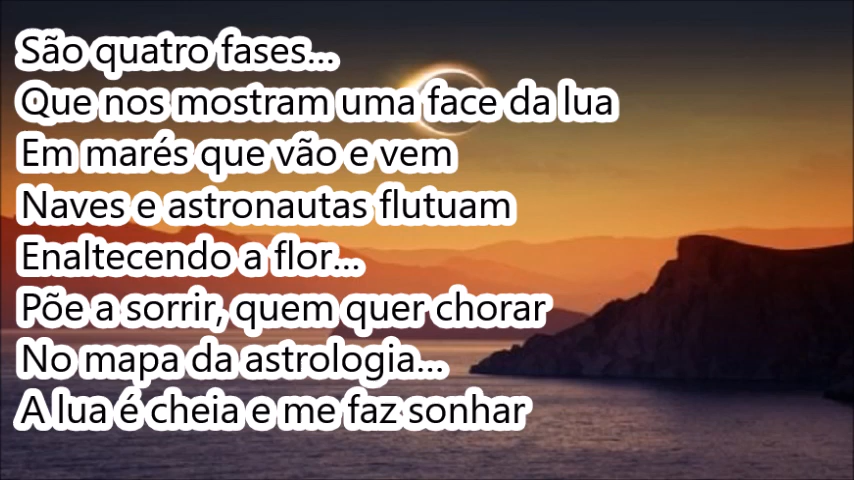 São quatro fases...
Que nos mostram uma face da lua
Em marés que vão e vem
Naves e astronautas flutuam
Enaltecendo a flor...
Põe a sorrir, quem quer chorar
No mapa da astrologia...
A lua é cheia e me faz sonhar